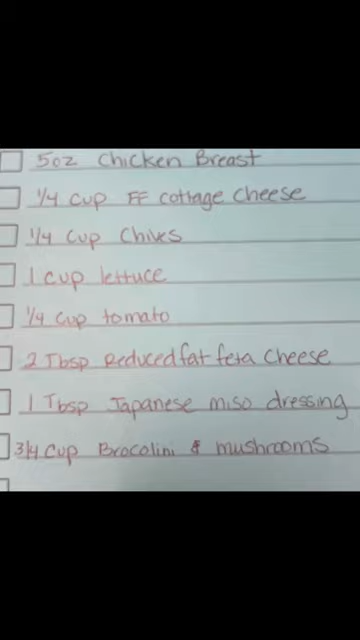 5oz Chicken Breast
1/4 cup FF cottage cheese
1/4 cup Chives
1 cup lettuce
1/4 cup tomato
2 Tbsp Reduced fat feta cheese
1 Tbsp Japanese miso dressing
3/4 cup Brocolini & mushrooms